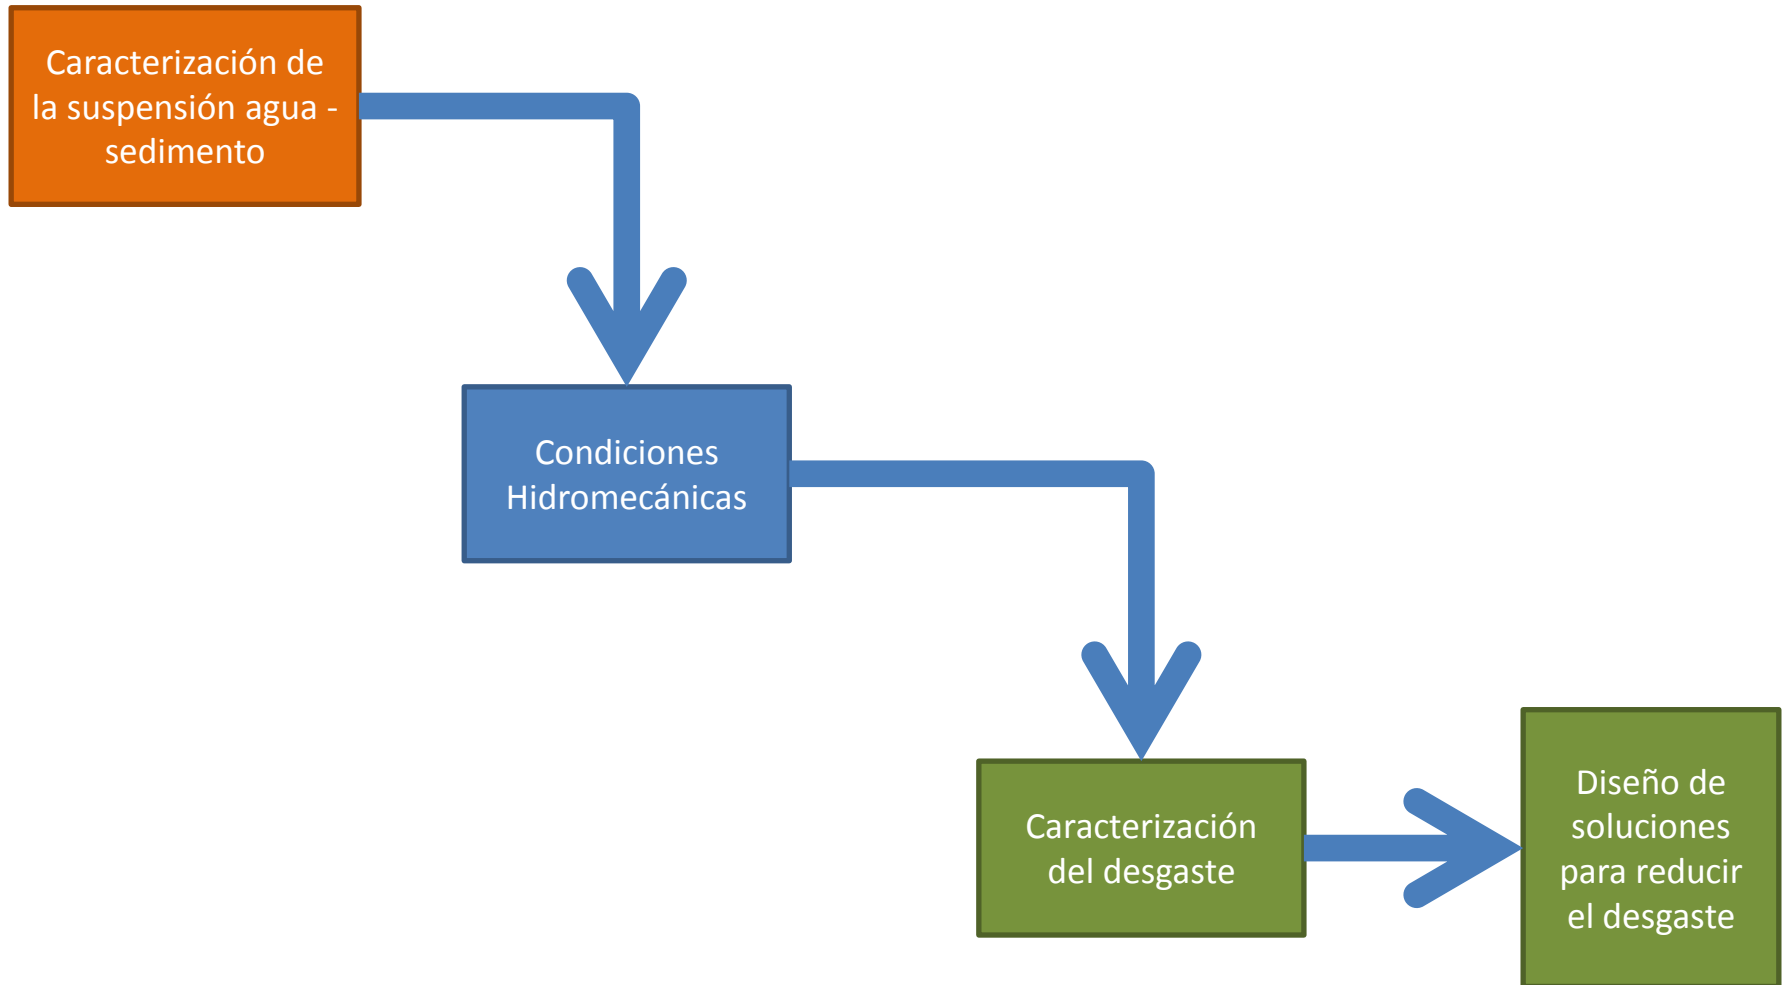 Caracterización de
la suspensión agua -
sedimento
Condiciones
Hidromecánicas
Caracterización
del desgaste
Diseño de
soluciones
para reducir
el desgaste